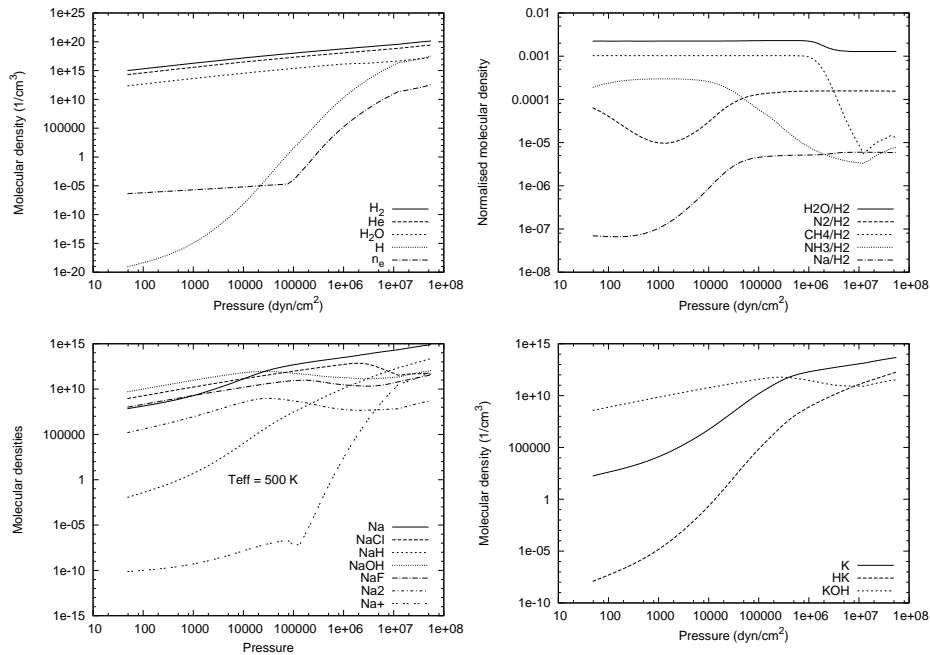 1e+25
1e+20
1e+15
1e+10
100000
1
1e-05
1e-10
1e-15
1e-20
10 100 1000 10000 100000 1e+06 1e+07 1e+08
Molecular density (1/cm³)
Pressure (dyn/cm²)
H₂
He
H₂O
H
nₑ
0.01
0.001
0.0001
1e-05
1e-06
1e-07
1e-08
10 100 1000 10000 100000 1e+06 1e+07 1e+08
Normalised molecular density
Pressure (dyn/cm²)
H2O/H2
N2/H2
CH4/H2
NH3/H2
Na/H2
1e+15
1e+10
100000
1
1e-05
1e-10
1e-15
10 100 1000 10000 100000 1e+06 1e+07 1e+08
Molecular densities
Pressure
Teff = 500 K
Na
NaCl
NaH
NaOH
NaF
Na2
Na+
1e+15
1e+10
100000
1
1e-05
1e-10
10 100 1000 10000 100000 1e+06 1e+07 1e+08
Molecular density (1/cm³)
Pressure (dyn/cm²)
K
HK
KOH